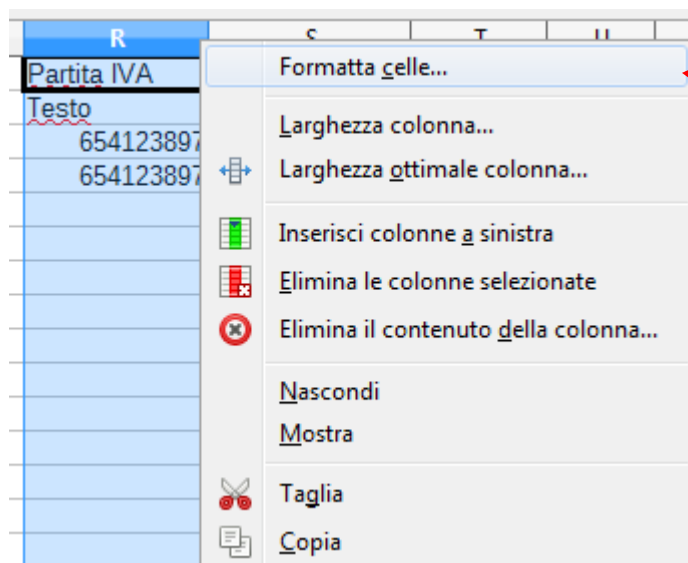 R
S
T
U
Partita IVA
Testo
654123897
654123897
Formatta celle...
Larghezza colonna...
Larghezza ottimale colonna...
Inserisci colonne a sinistra
Elimina le colonne selezionate
Elimina il contenuto della colonna...
Nascondi
Mostra
Taglia
Copia